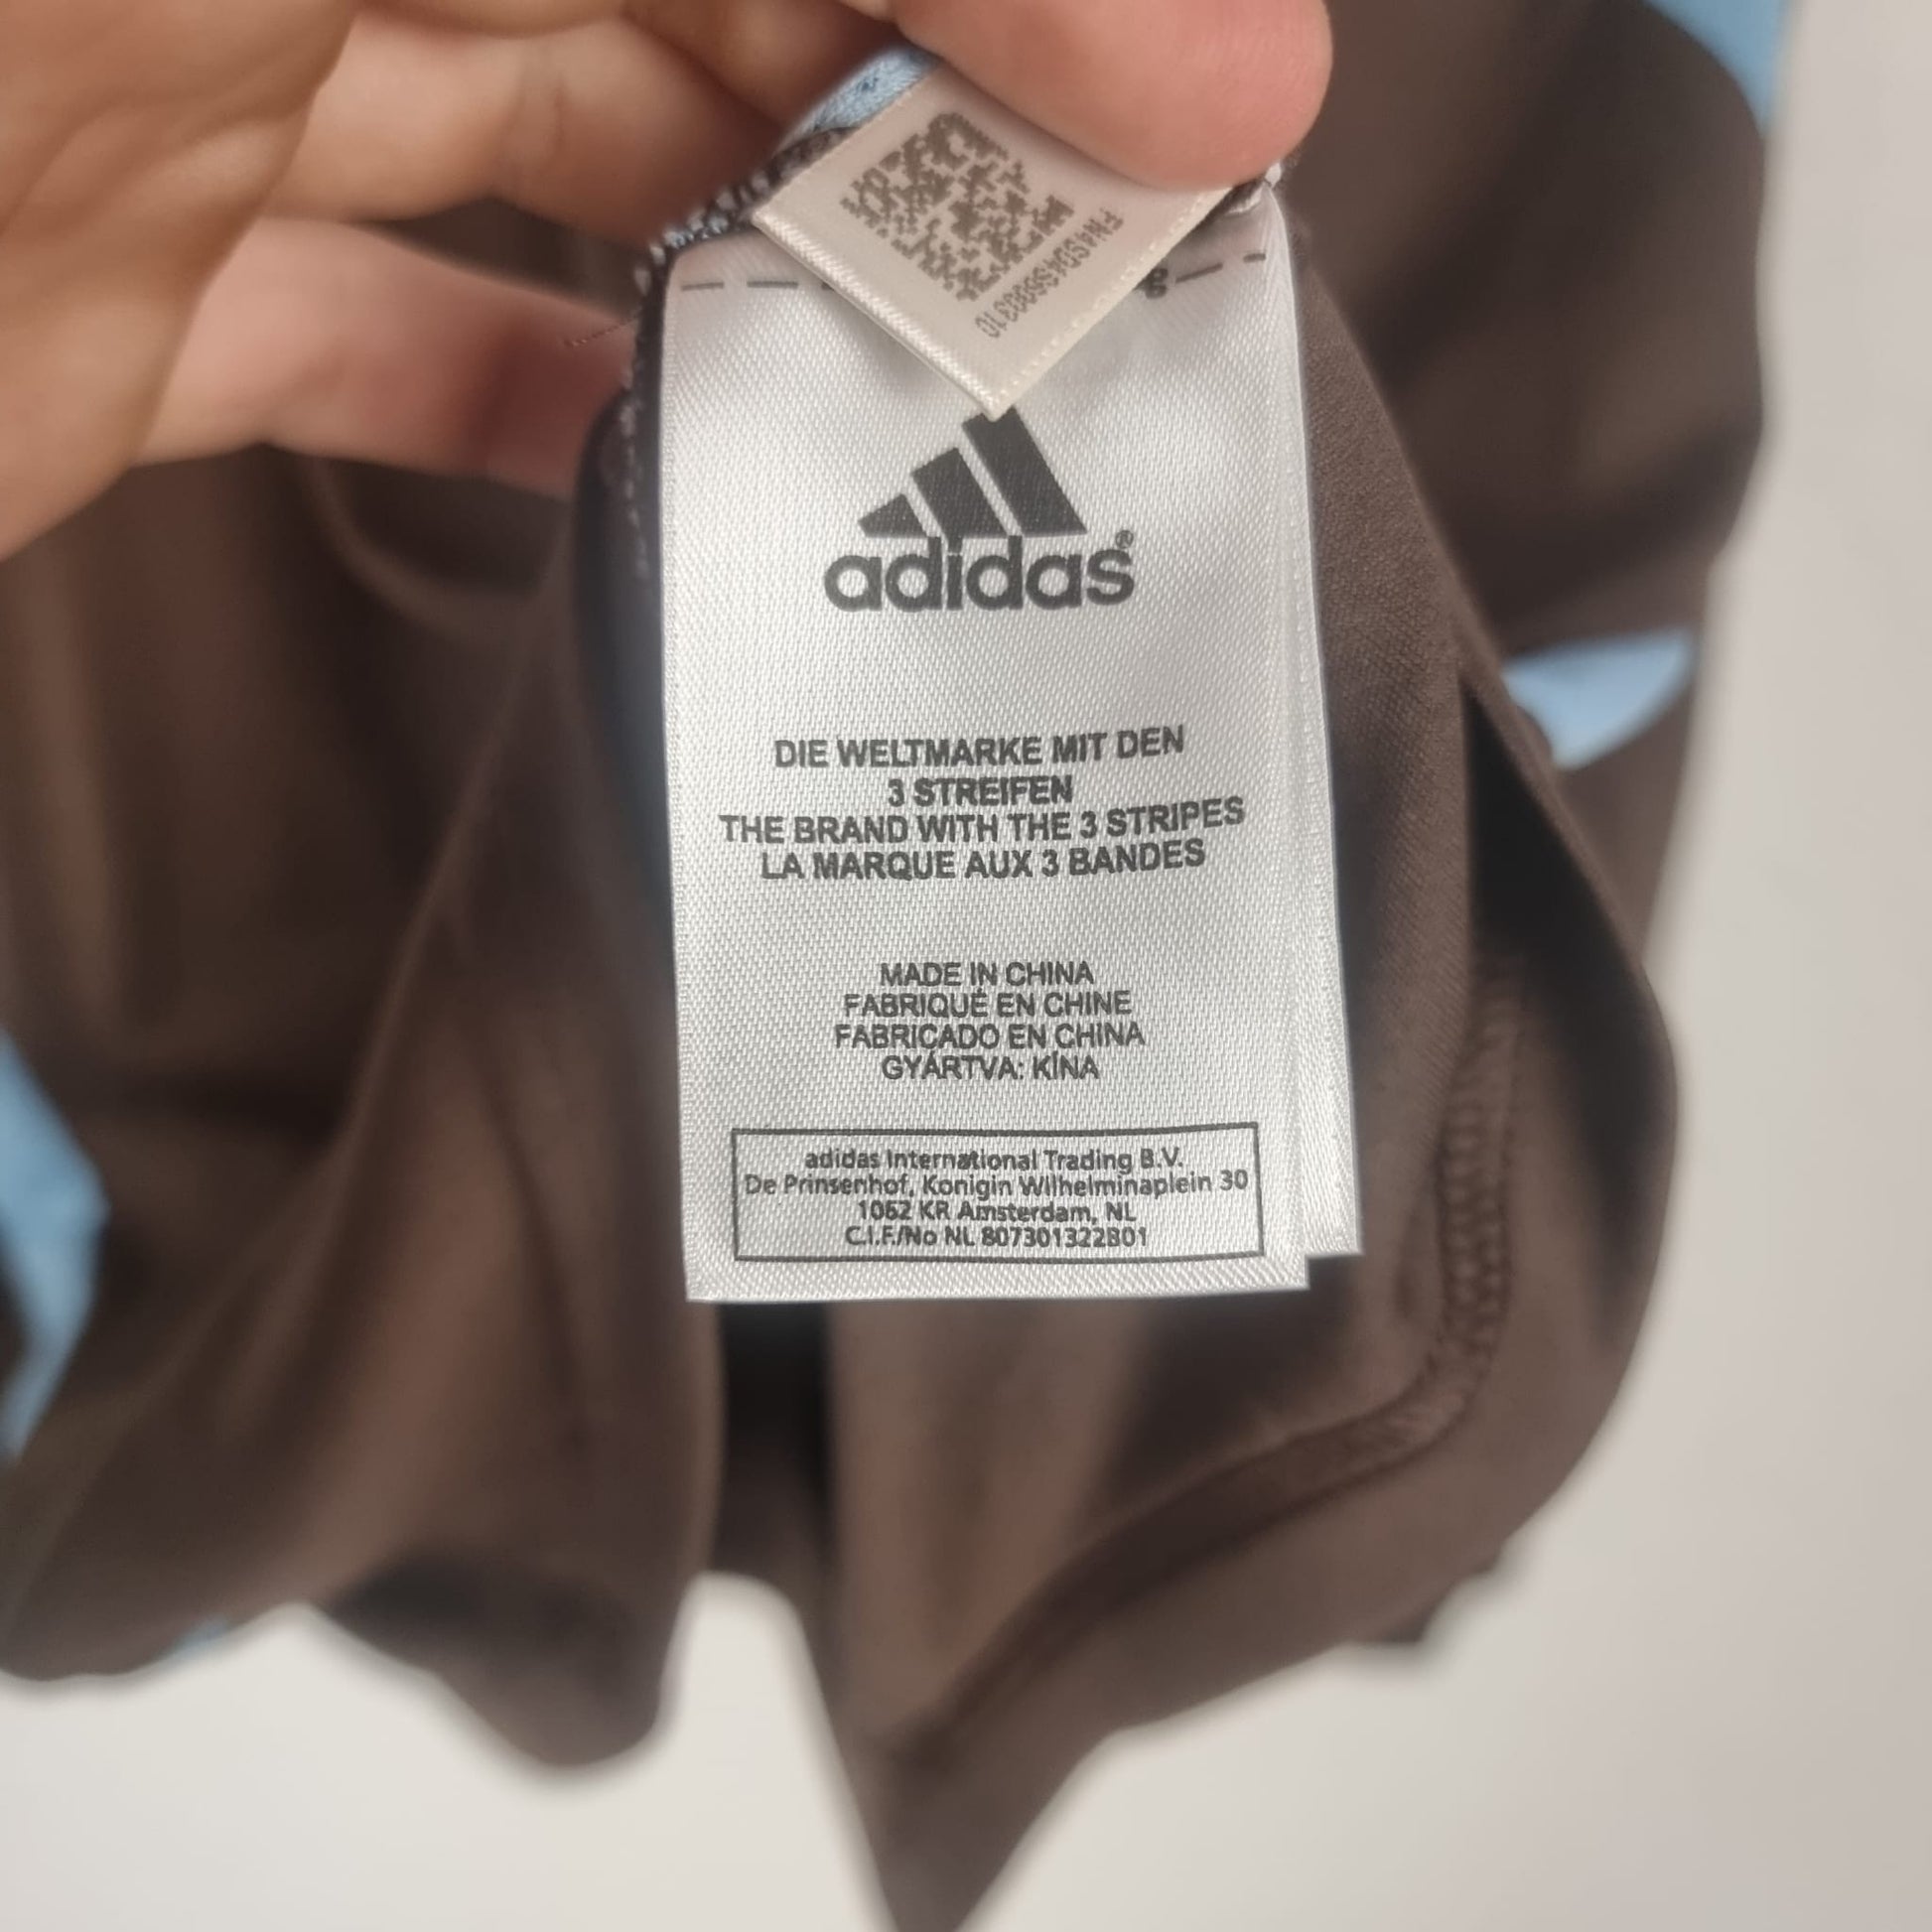 adidas®
DIE WELTMARKE MIT DEN
3 STREIFEN
THE BRAND WITH THE 3 STRIPES
LA MARQUE AUX 3 BANDES
MADE IN CHINA
FABRIQUÉ EN CHINE
FABRICADO EN CHINA
GYÁRTVA: KÍNA
adidas International Trading B.V.
De Prinsenhof, Konigin Wilhelminaplein 30
1062 KR Amsterdam, NL
C.I.F./No NL 807301322B01